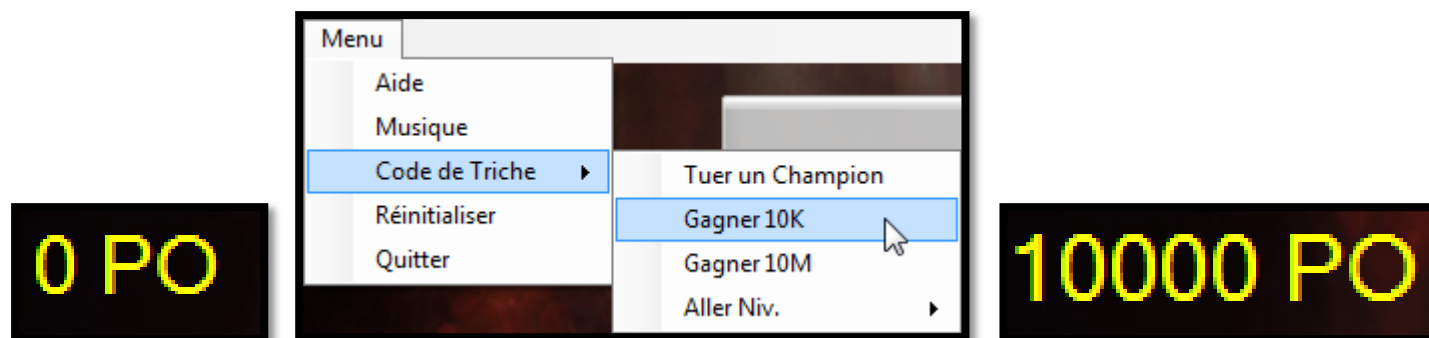 0 PO
Menu
Aide
Musique
Code de Triche
Réinitialiser
Quitter
Tuer un Champion
Gagner 10K
Gagner 10M
Aller Niv.
10000 PO